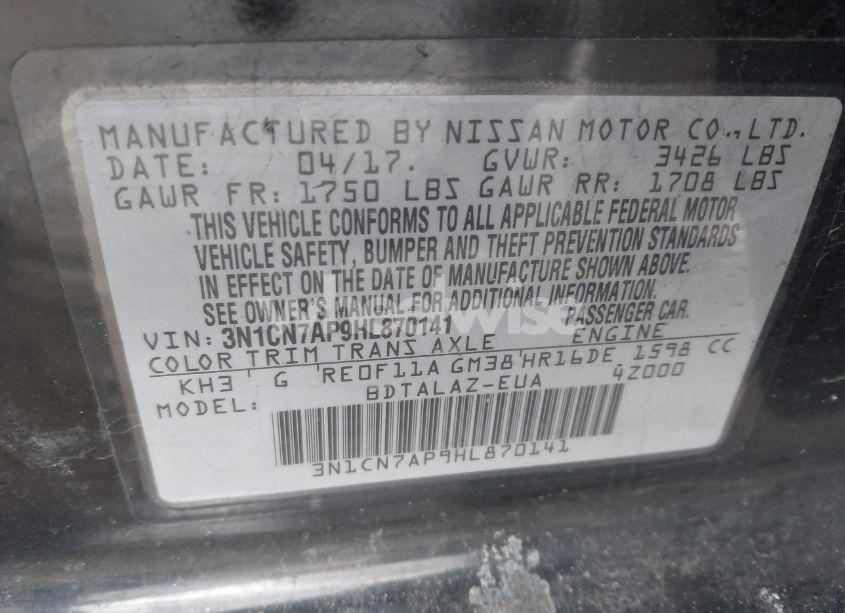 MANUFACTURED BY NISSAN MOTOR CO., LTD.
DATE: 04/17. GVWR: 3426 LBS
GAWR FR: 1750 LBS GAWR RR: 1708 LBS
THIS VEHICLE CONFORMS TO ALL APPLICABLE FEDERAL MOTOR
VEHICLE SAFETY, BUMPER AND THEFT PREVENTION STANDARDS
IN EFFECT ON THE DATE OF MANUFACTURE SHOWN ABOVE.
SEE OWNER'S MANUAL FOR ADDITIONAL INFORMATION.
VIN: 3N1CN7AP9HL870141 PASSENGER CAR.
COLOR TRIM TRANS AXLE ENGINE
KH3 G RE0F11A GM38 HR16DE 1598 CC
MODEL: BDTALAZ-EUA 4Z000
3N1CN7AP9HL870141